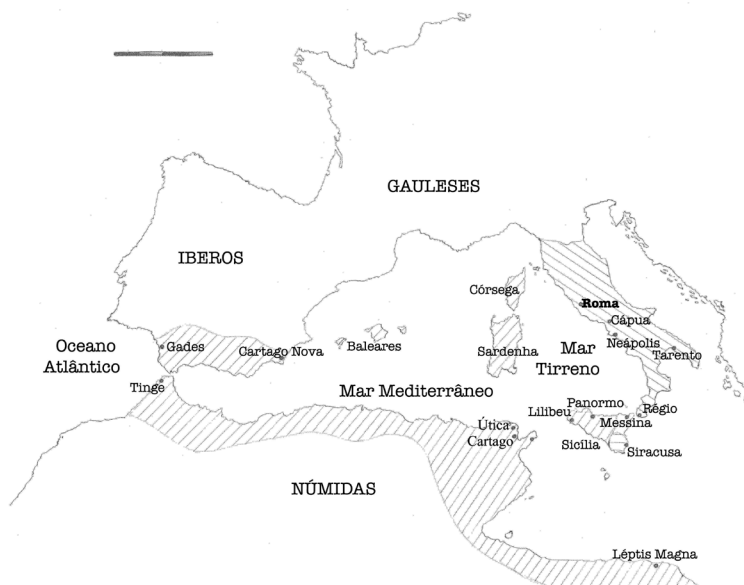 GAULESES
IBEROS
Córsega
Roma
Cápua
Neápolis
Tarento
Oceano
Atlântico
Gades
Cartago Nova
Baleares
Sardenha
Mar
Tirreno
Tinge
Mar Mediterrâneo
Panormo
Lilibeu
Régio
Messina
Útica
Cartago
Sicília
Siracusa
NÚMIDAS
Léptis Magna